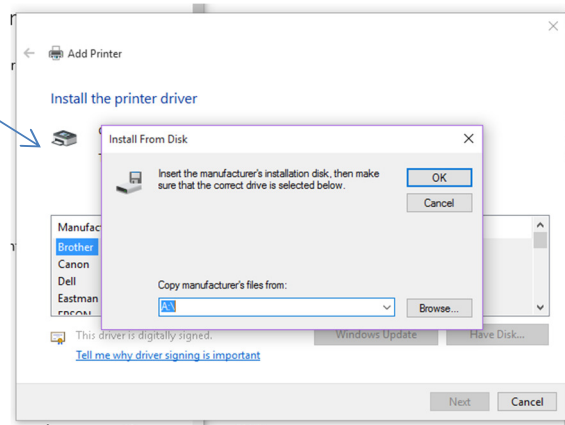 Add Printer
Install the printer driver
Install From Disk
Insert the manufacturer's installation disk, then make
sure that the correct drive is selected below.
OK
Cancel
Manufac
Brother
Canon
Dell
Eastman
EPSON
Copy manufacturer's files from:
A:\
Browse...
This driver is digitally signed.
Windows Update
Have Disk...
Tell me why driver signing is important
Next
Cancel